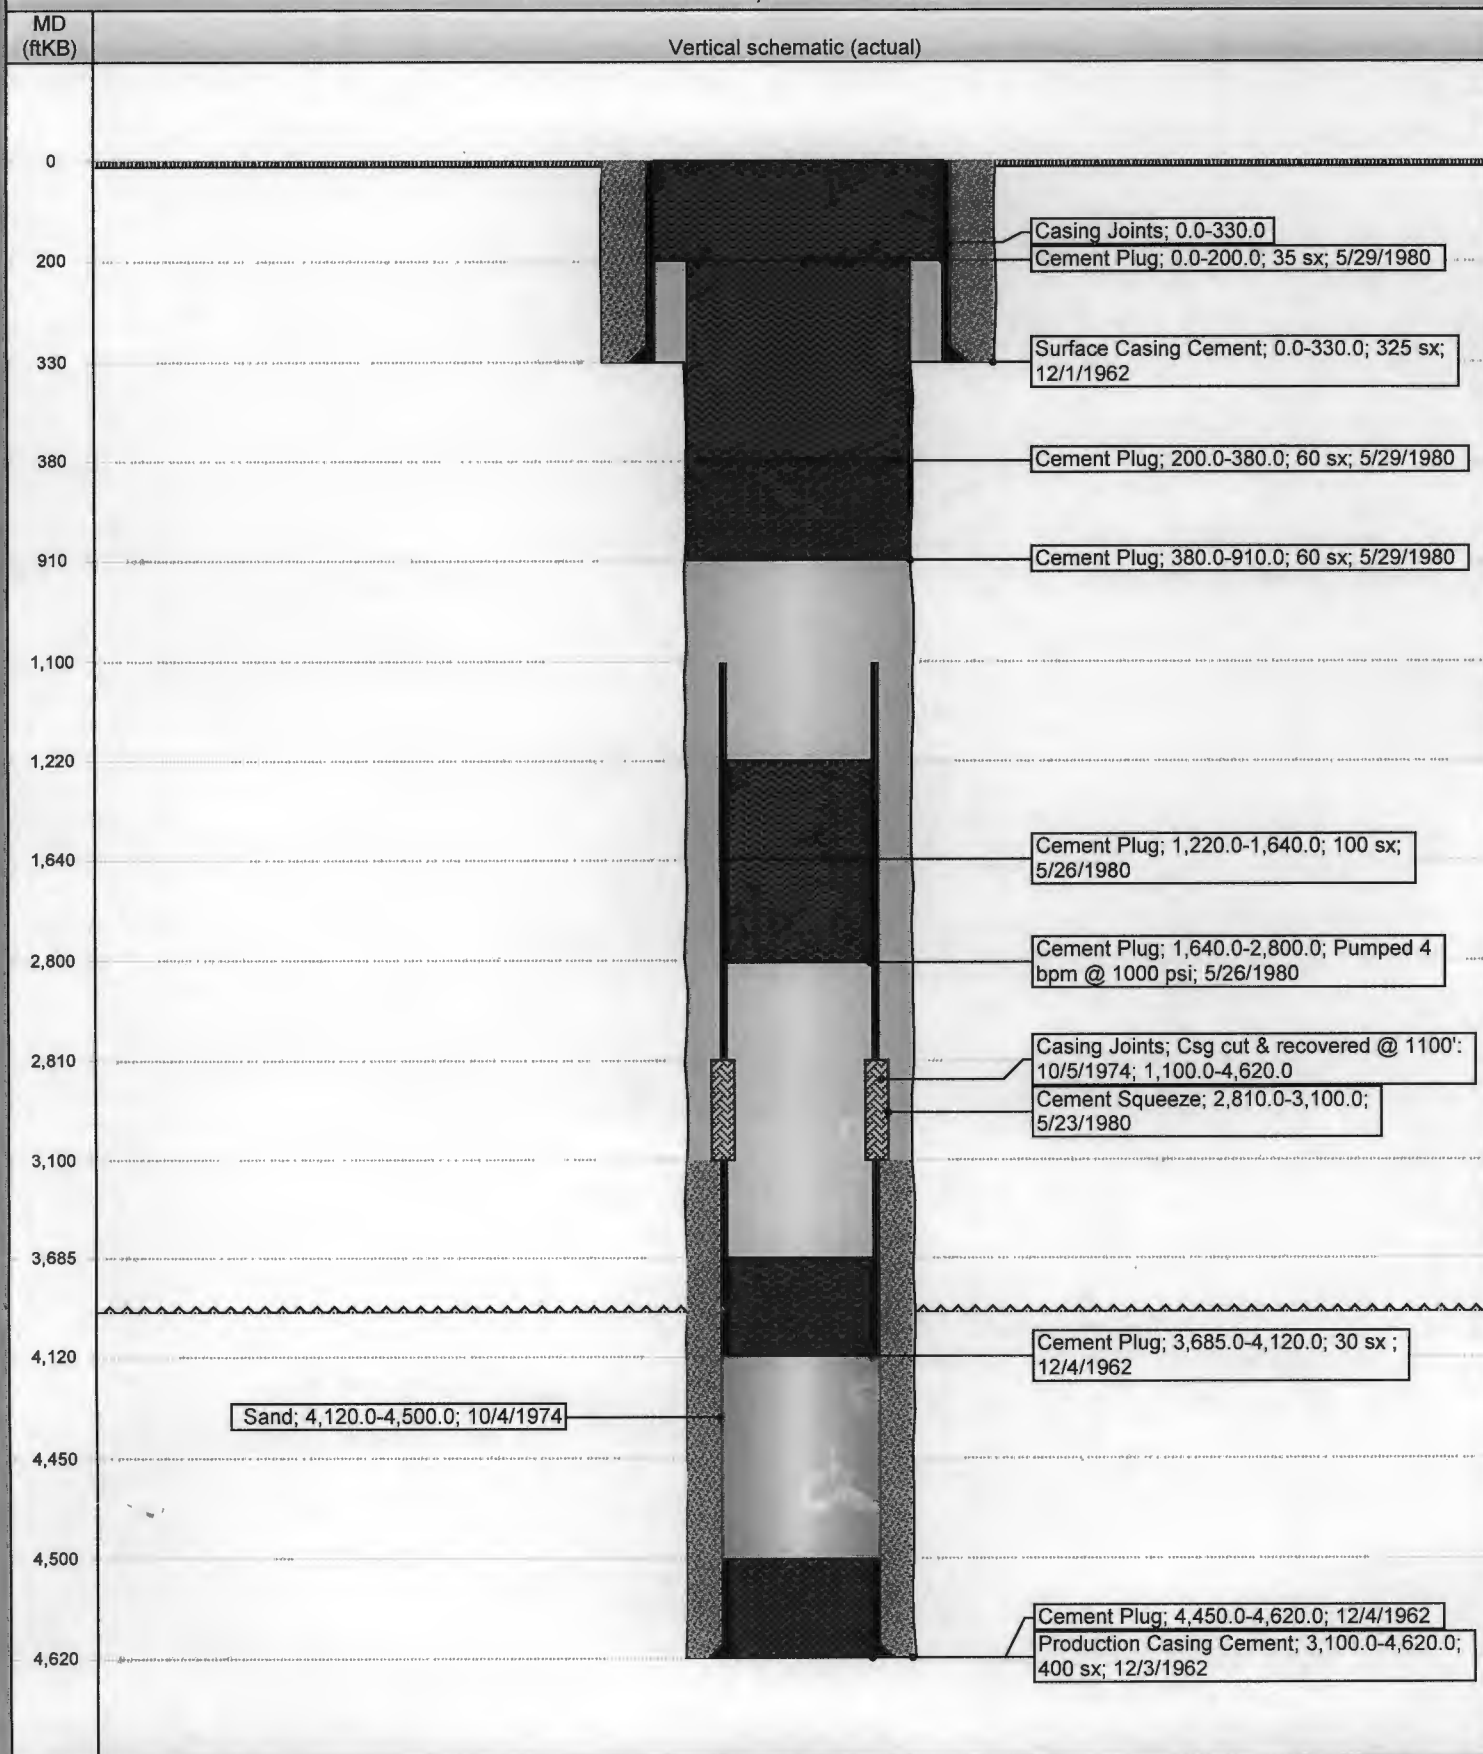 MD
(ftKB)
Vertical schematic (actual)
0
Casing Joints; 0.0-330.0
200
Cement Plug; 0.0-200.0; 35 sx; 5/29/1980
330
Surface Casing Cement; 0.0-330.0; 325 sx;
12/1/1962
380
Cement Plug; 200.0-380.0; 60 sx; 5/29/1980
910
Cement Plug; 380.0-910.0; 60 sx; 5/29/1980
1,100
1,220
1,640
Cement Plug; 1,220.0-1,640.0; 100 sx;
5/26/1980
2,800
Cement Plug; 1,640.0-2,800.0; Pumped 4
bpm @ 1000 psi; 5/26/1980
2,810
Casing Joints; Csg cut & recovered @ 1100':
10/5/1974; 1,100.0-4,620.0
Cement Squeeze; 2,810.0-3,100.0;
5/23/1980
3,100
3,685
4,120
Cement Plug; 3,685.0-4,120.0; 30 sx ;
12/4/1962
Sand; 4,120.0-4,500.0; 10/4/1974
4,450
4,500
Cement Plug; 4,450.0-4,620.0; 12/4/1962
4,620
Production Casing Cement; 3,100.0-4,620.0;
400 sx; 12/3/1962